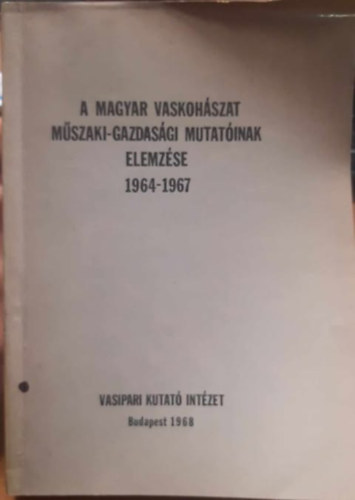 A MAGYAR VASKOHÁSZAT
MŰSZAKI-GAZDASÁGI MUTATÓINAK
ELEMZÉSE
1964-1967
VASIPARI KUTATÓ INTÉZET
Budapest 1968